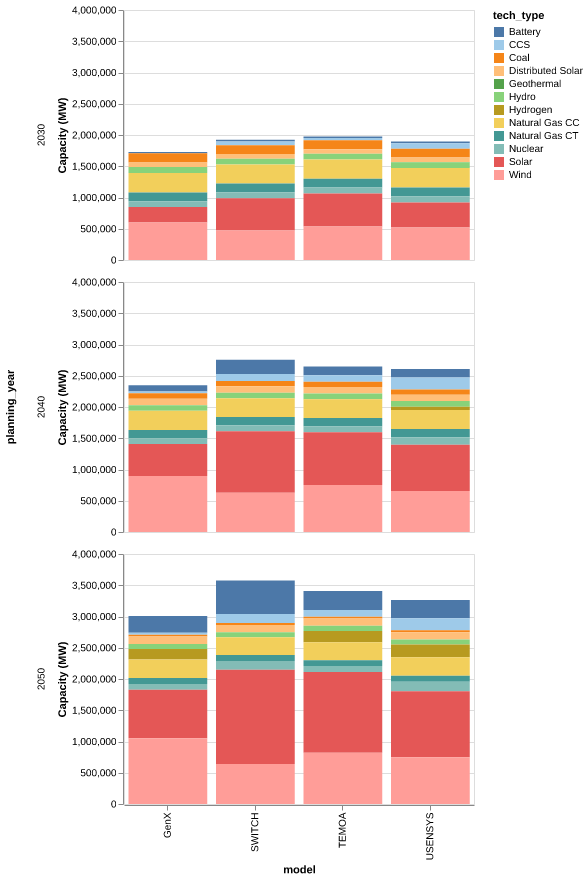 tech_type
Battery
CCS
Coal
Distributed Solar
Geothermal
Hydro
Hydrogen
Natural Gas CC
Natural Gas CT
Nuclear
Solar
Wind
planning_year
2030
Capacity (MW)
4,000,000
3,500,000
3,000,000
2,500,000
2,000,000
1,500,000
1,000,000
500,000
0
2040
Capacity (MW)
4,000,000
3,500,000
3,000,000
2,500,000
2,000,000
1,500,000
1,000,000
500,000
0
2050
Capacity (MW)
4,000,000
3,500,000
3,000,000
2,500,000
2,000,000
1,500,000
1,000,000
500,000
0
GenX
SWITCH
TEMOA
USENSYS
model